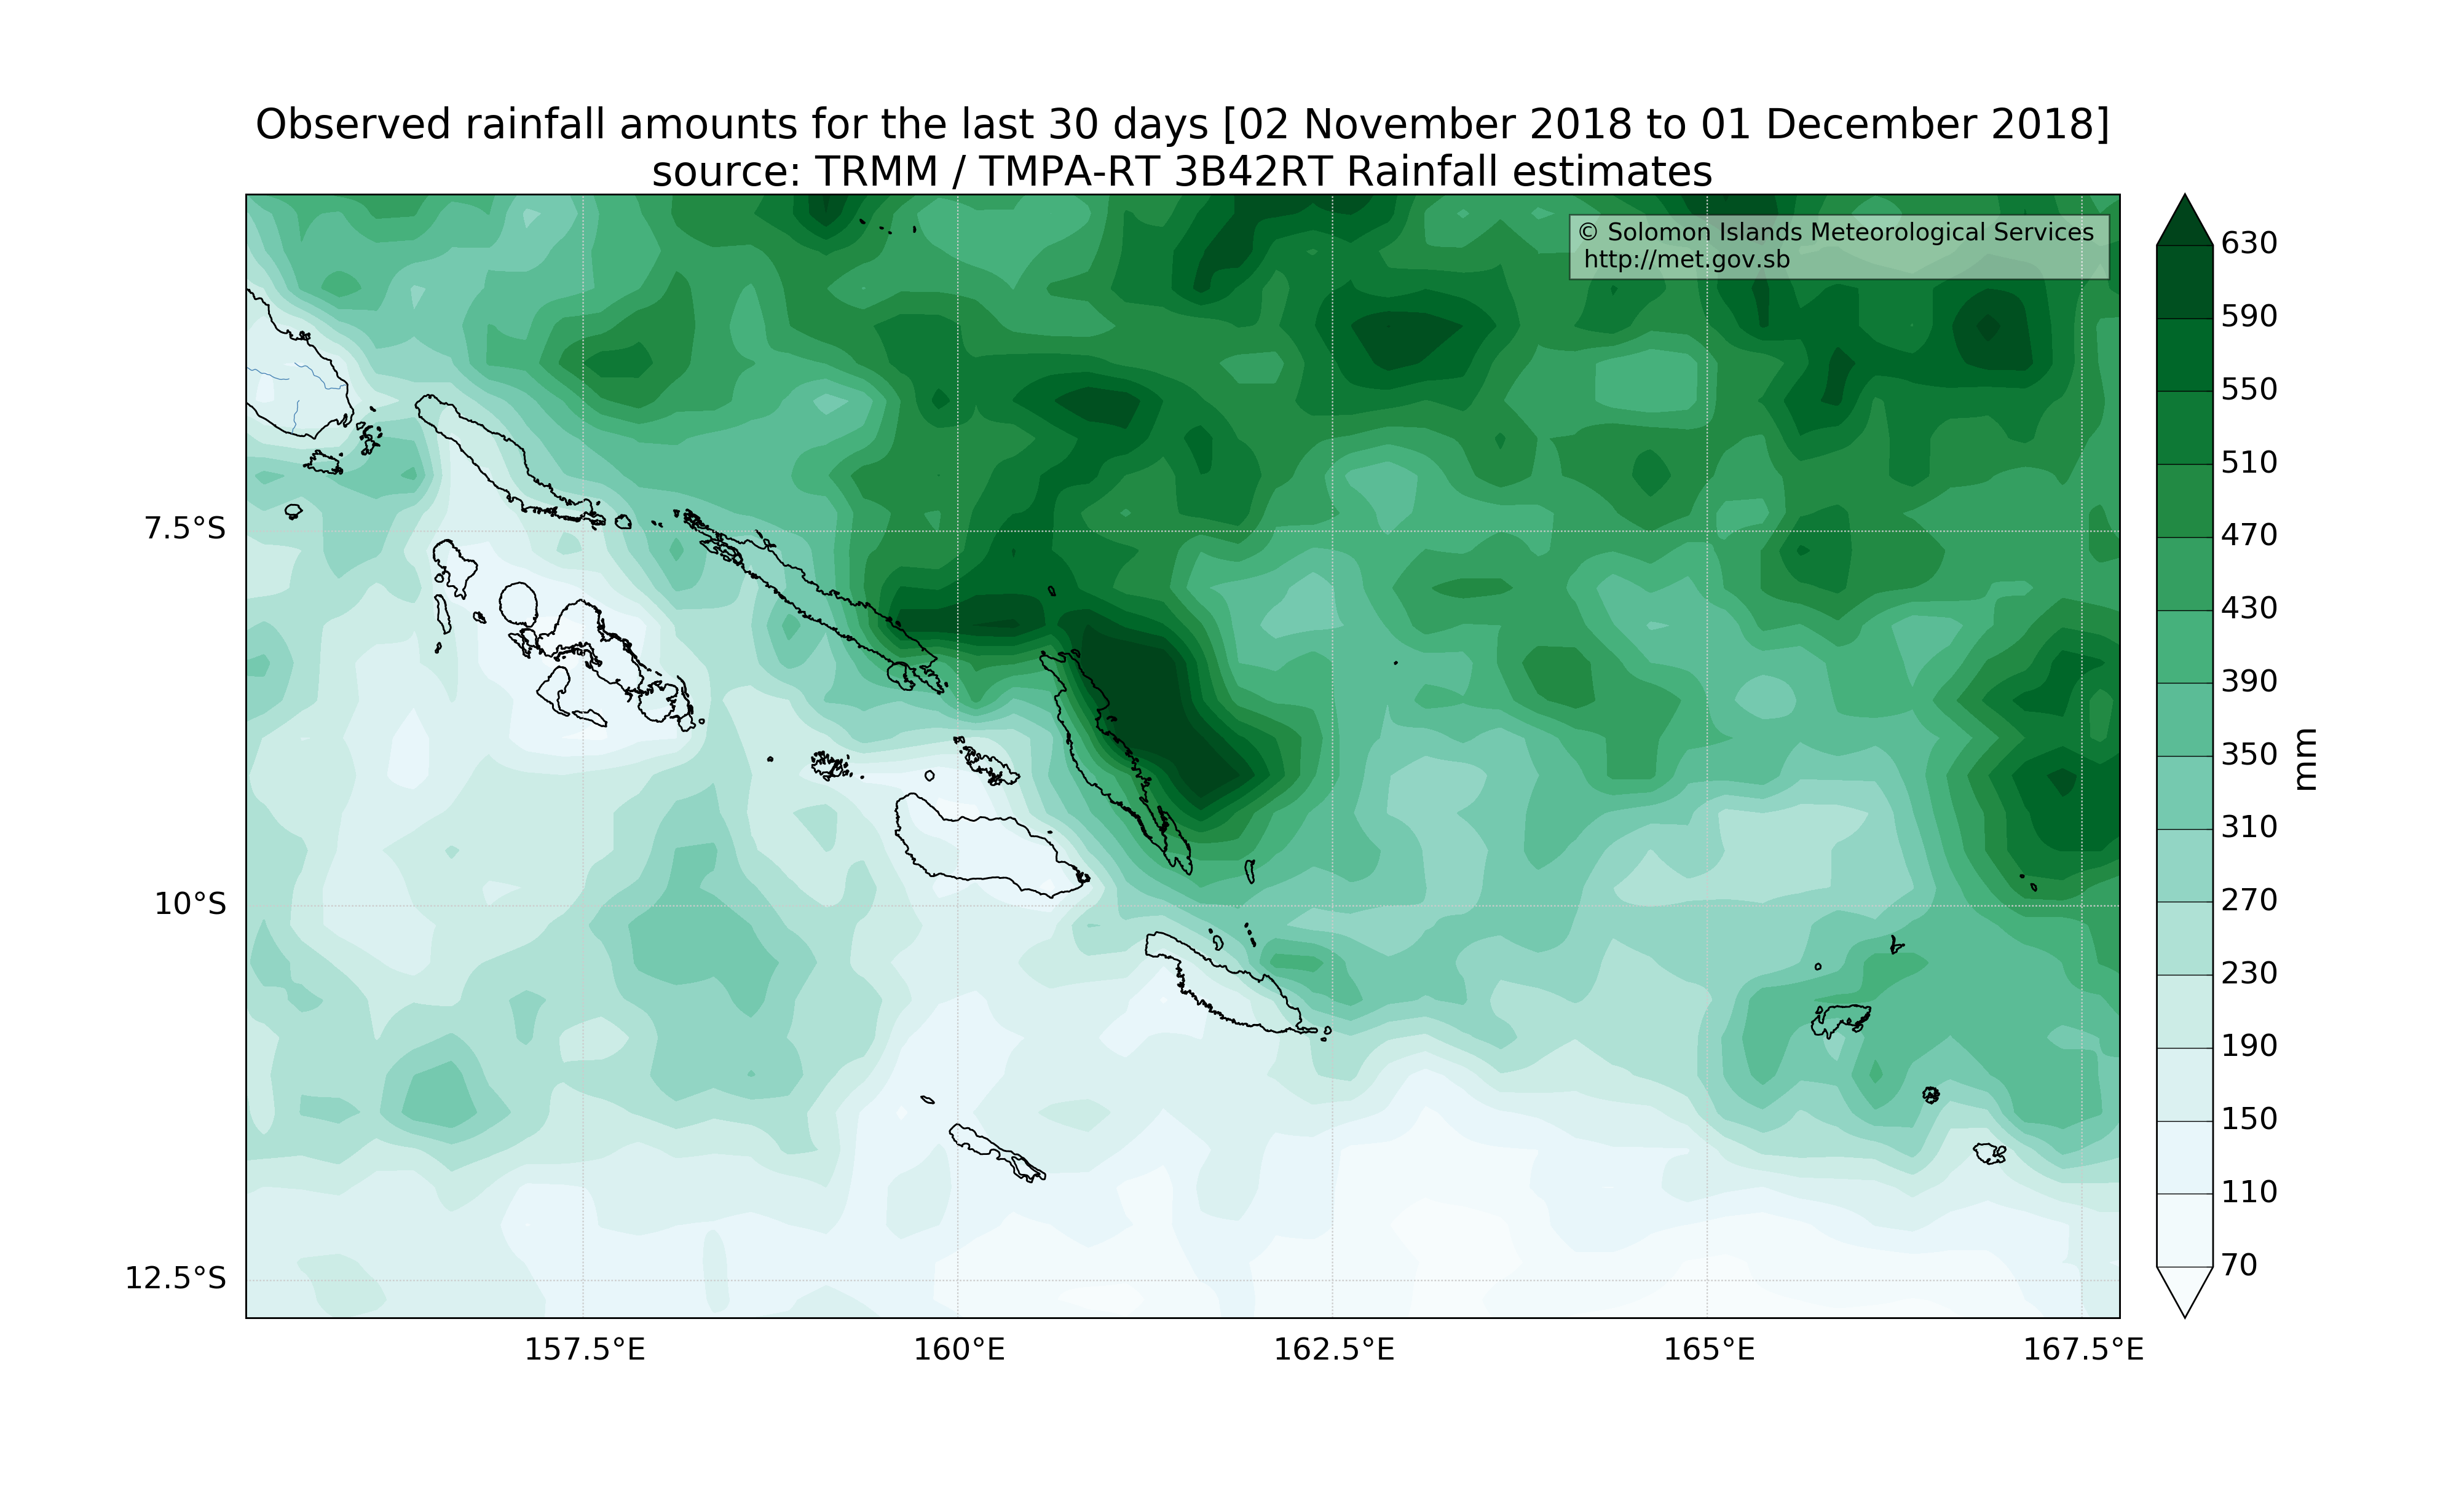 Observed rainfall amounts for the last 30 days [02 November 2018 to 01 December 2018]
source: TRMM / TMPA-RT 3B42RT Rainfall estimates
© Solomon Islands Meteorological Services
http://met.gov.sb
7.5°S
10°S
12.5°S
157.5°E
160°E
162.5°E
165°E
167.5°E
630
590
550
510
470
430
390
350
310
270
230
190
150
110
70
mm